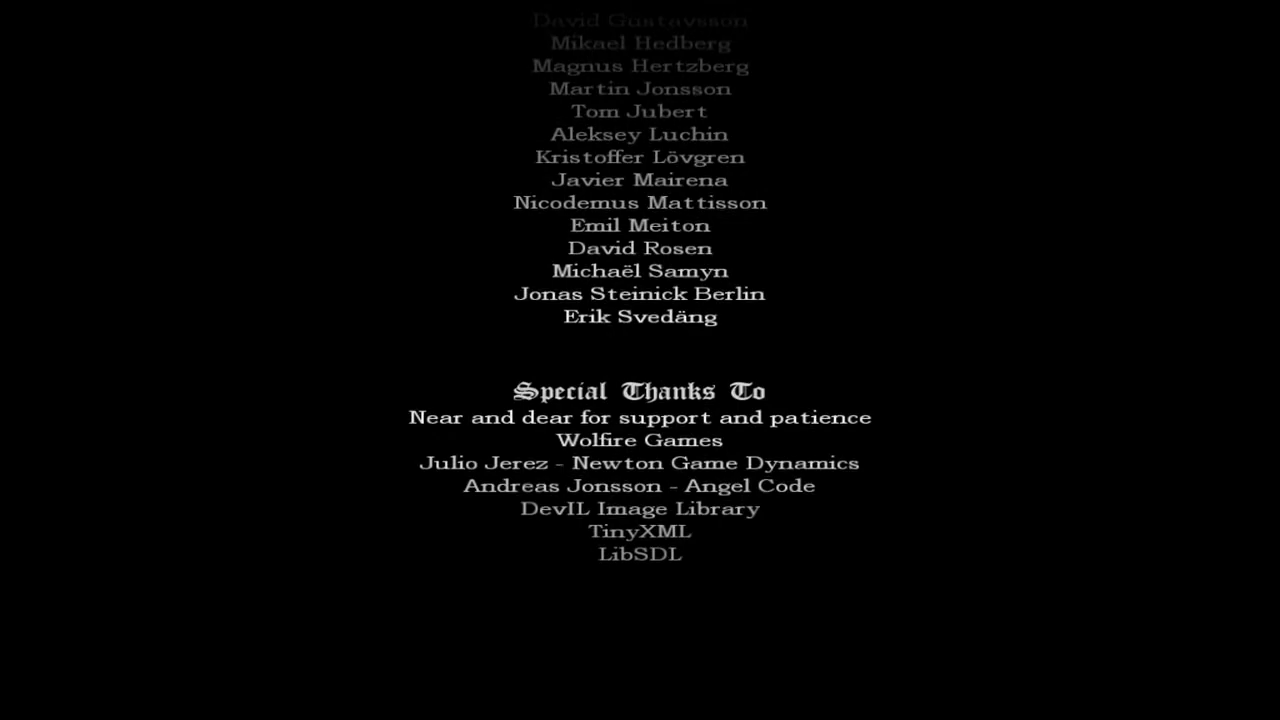 David Gustavsson
Mikael Hedberg
Magnus Hertzberg
Martin Jonsson
Tom Jubert
Aleksey Luchin
Kristoffer Lövgren
Javier Mairena
Nicodemus Mattisson
Emil Meiton
David Rosen
Michaël Samyn
Jonas Steinick Berlin
Erik Svedäng
Special Thanks To
Near and dear for support and patience
Wolfire Games
Julio Jerez - Newton Game Dynamics
Andreas Jonsson - Angel Code
DevIL Image Library
TinyXML
LibSDL